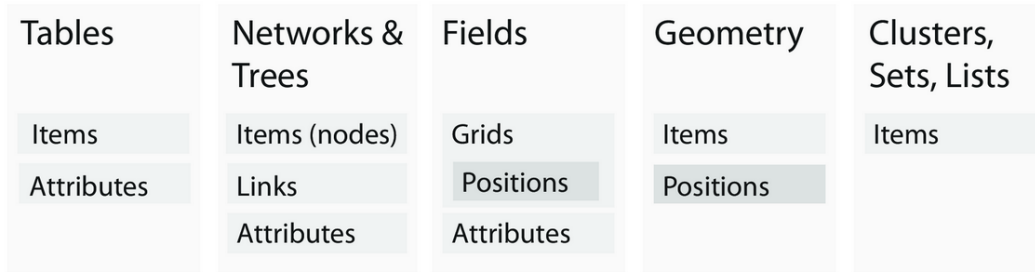 Tables
Items
Attributes
Networks &
Trees
Items (nodes)
Links
Attributes
Fields
Grids
Positions
Attributes
Geometry
Items
Positions
Clusters,
Sets, Lists
Items